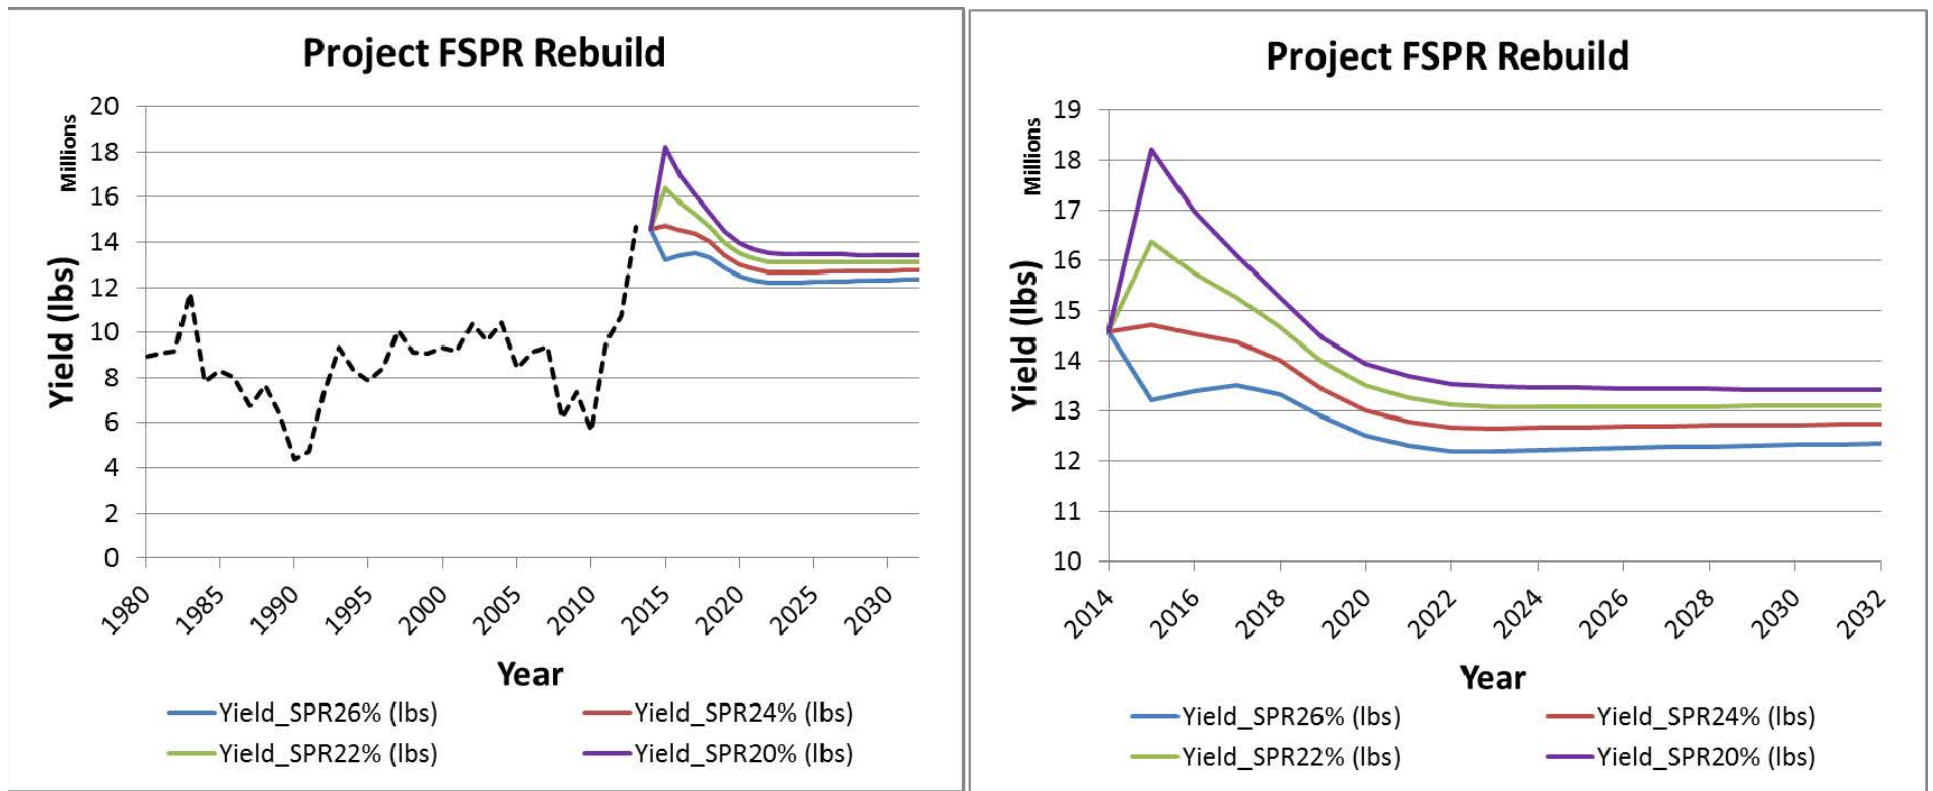 Project FSPR Rebuild
Millions
Yield (lbs)
20
18
16
14
12
10
8
6
4
2
0
1980
1985
1990
1995
2000
2005
2010
2015
2020
2025
2030
Year
Yield_SPR26% (lbs)
Yield_SPR24% (lbs)
Yield_SPR22% (lbs)
Yield_SPR20% (lbs)
Project FSPR Rebuild
Millions
Yield (lbs)
19
18
17
16
15
14
13
12
11
10
2014
2016
2018
2020
2022
2024
2026
2028
2030
2032
Year
Yield_SPR26% (lbs)
Yield_SPR24% (lbs)
Yield_SPR22% (lbs)
Yield_SPR20% (lbs)